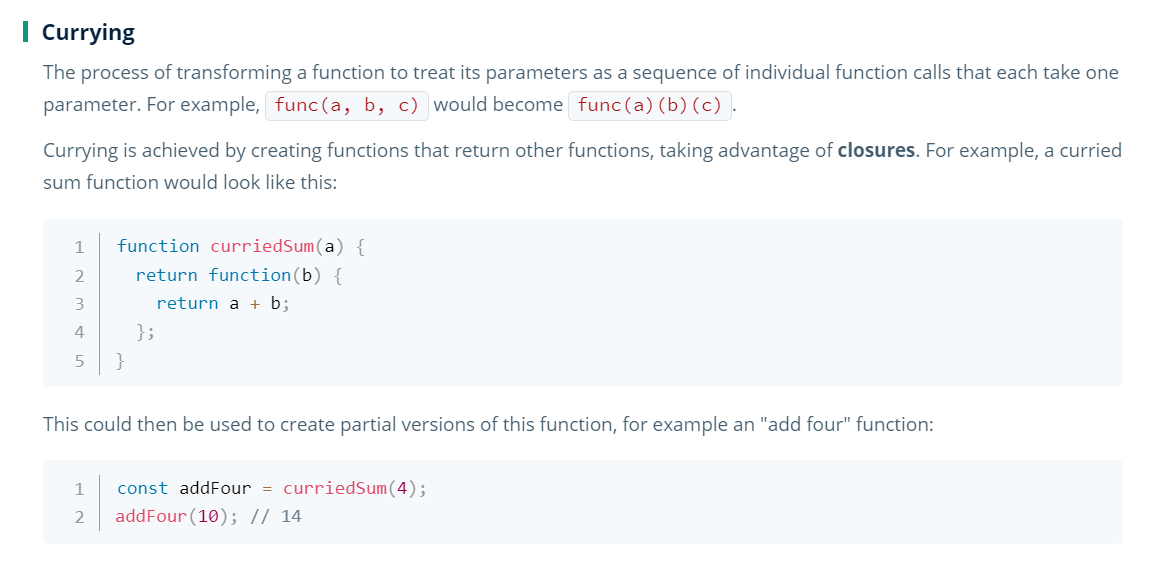 Currying
The process of transforming a function to treat its parameters as a sequence of individual function calls that each take one
parameter. For example, func(a, b, c) would become func(a)(b)(c).
Currying is achieved by creating functions that return other functions, taking advantage of closures. For example, a curried
sum function would look like this:
1 function curriedSum(a) {
2   return function(b) {
3     return a + b;
4   };
5 }
This could then be used to create partial versions of this function, for example an "add four" function:
1 const addFour = curriedSum(4);
2 addFour(10); // 14